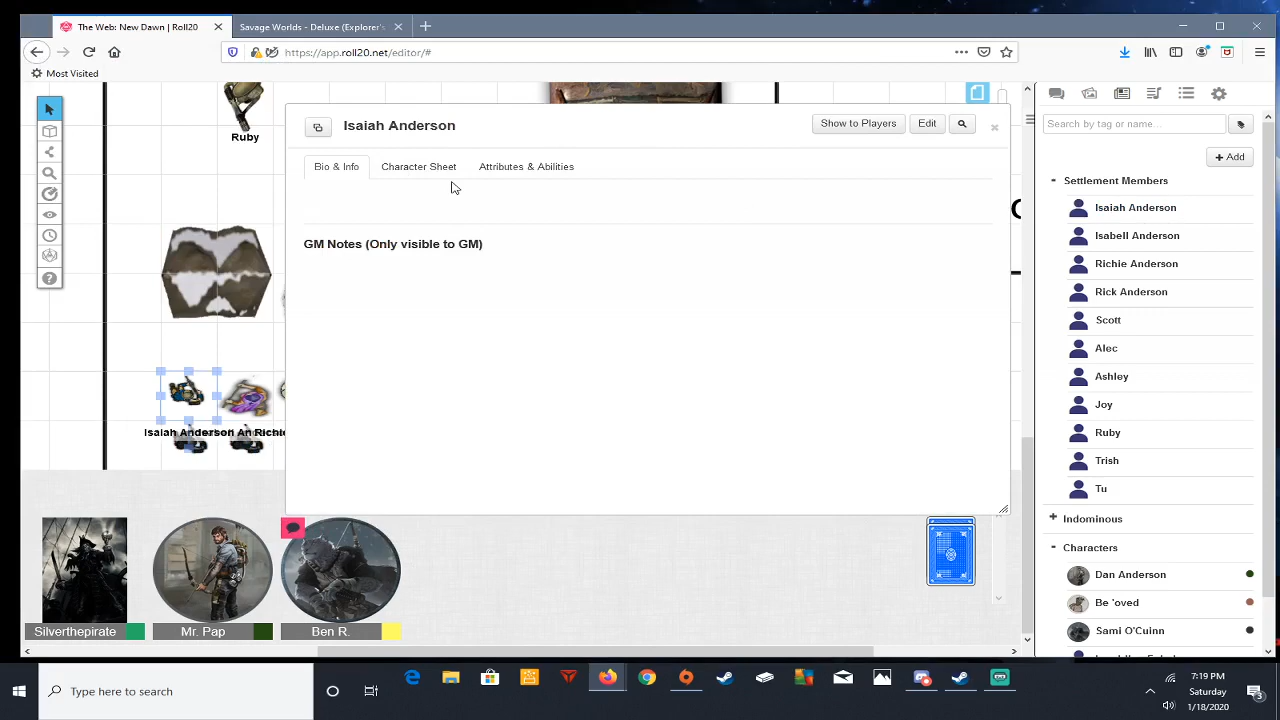 The Web: New Dawn | Roll20
Savage Worlds - Deluxe (Explorer's
https://app.roll20.net/editor/#
Most Visited
Ruby
Isaiah Anderson
Show to Players
Edit
Bio & Info
Character Sheet
Attributes & Abilities
GM Notes (Only visible to GM)
Isaiah Anderson
Richie
Silverthepirate
Mr. Pap
Ben R.
Search by tag or name...
+ Add
Settlement Members
Isaiah Anderson
Isabell Anderson
Richie Anderson
Rick Anderson
Scott
Alec
Ashley
Joy
Ruby
Trish
Tu
Indominous
Characters
Dan Anderson
Be 'oved
Sami O'Cuinn
Type here to search
7:19 PM
Saturday
1/18/2020
3